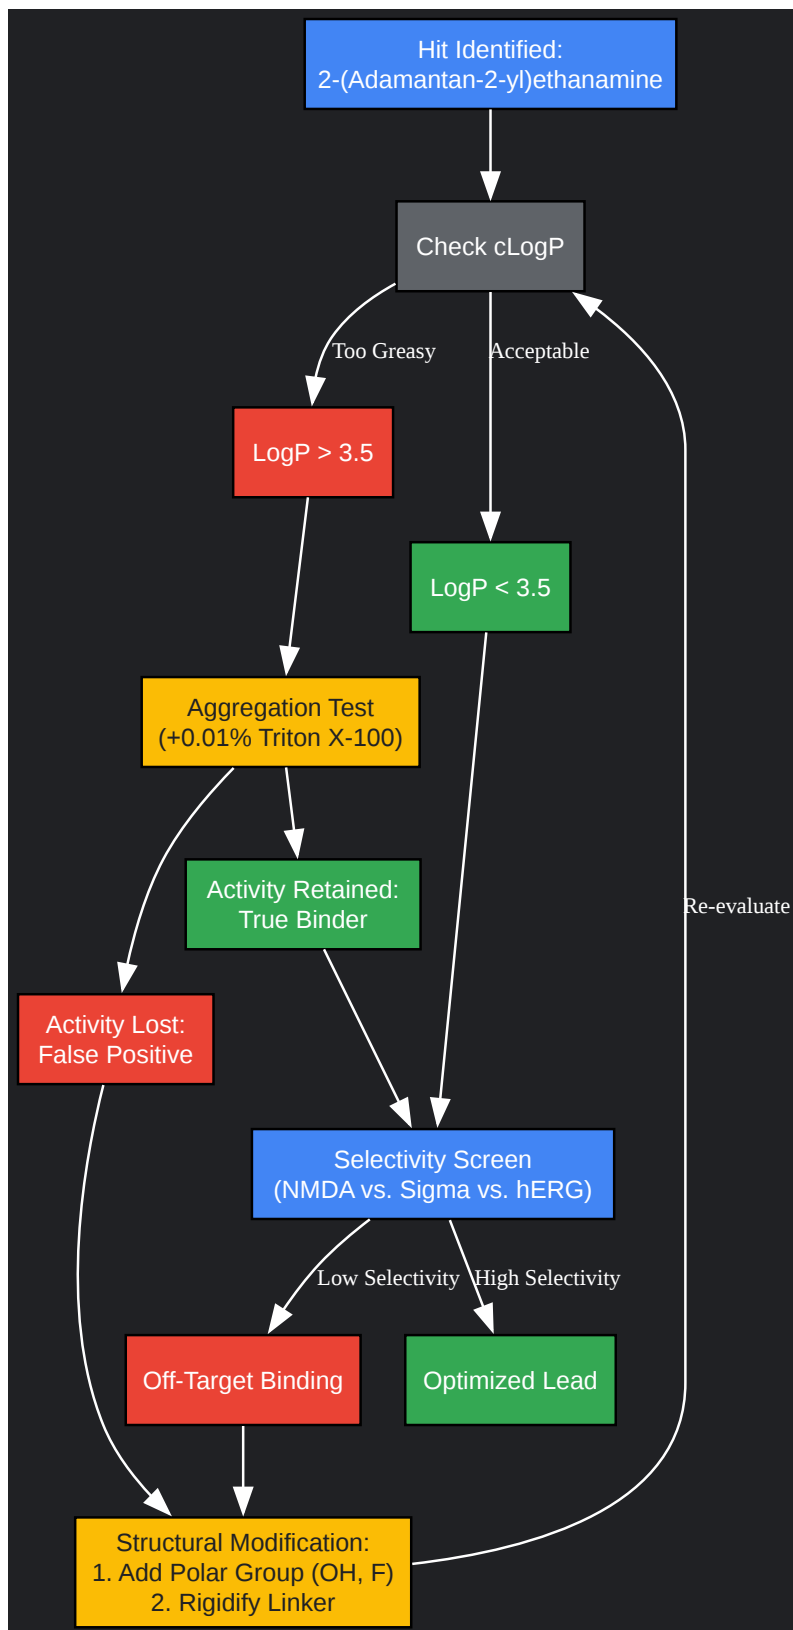 Hit Identified:
2-(Adamantan-2-yl)ethanamine
Check cLogP
Too Greasy
Acceptable
LogP > 3.5
LogP < 3.5
Aggregation Test
(+0.01% Triton X-100)
Activity Retained:
True Binder
Re-evaluate
Activity Lost:
False Positive
Selectivity Screen
(NMDA vs. Sigma vs. hERG)
Low Selectivity
High Selectivity
Off-Target Binding
Optimized Lead
Structural Modification:
1. Add Polar Group (OH, F)
2. Rigidify Linker